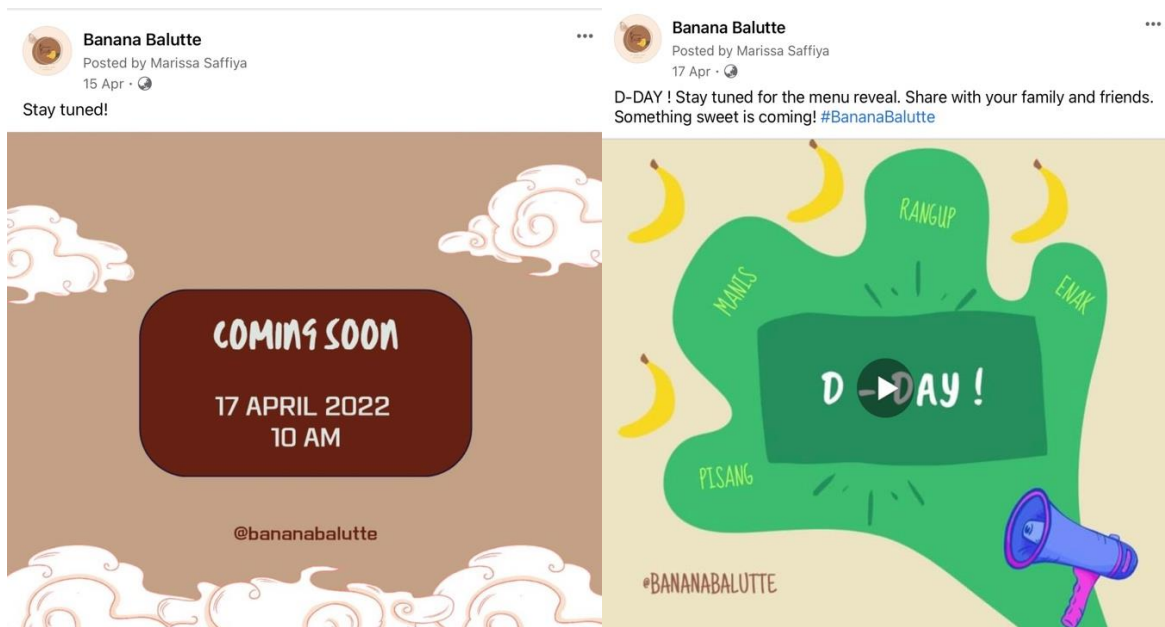 Banana Balutte
Posted by Marissa Saffiya
15 Apr ·
Stay tuned!
COMING SOON
17 APRIL 2022
10 AM
@bananabalutte
Banana Balutte
Posted by Marissa Saffiya
17 Apr ·
D-DAY ! Stay tuned for the menu reveal. Share with your family and friends.
Something sweet is coming! #BananaBalutte
RANGUP
MANIS
ENAK
D - DAY !
PISANG
@BANANABALUTTE